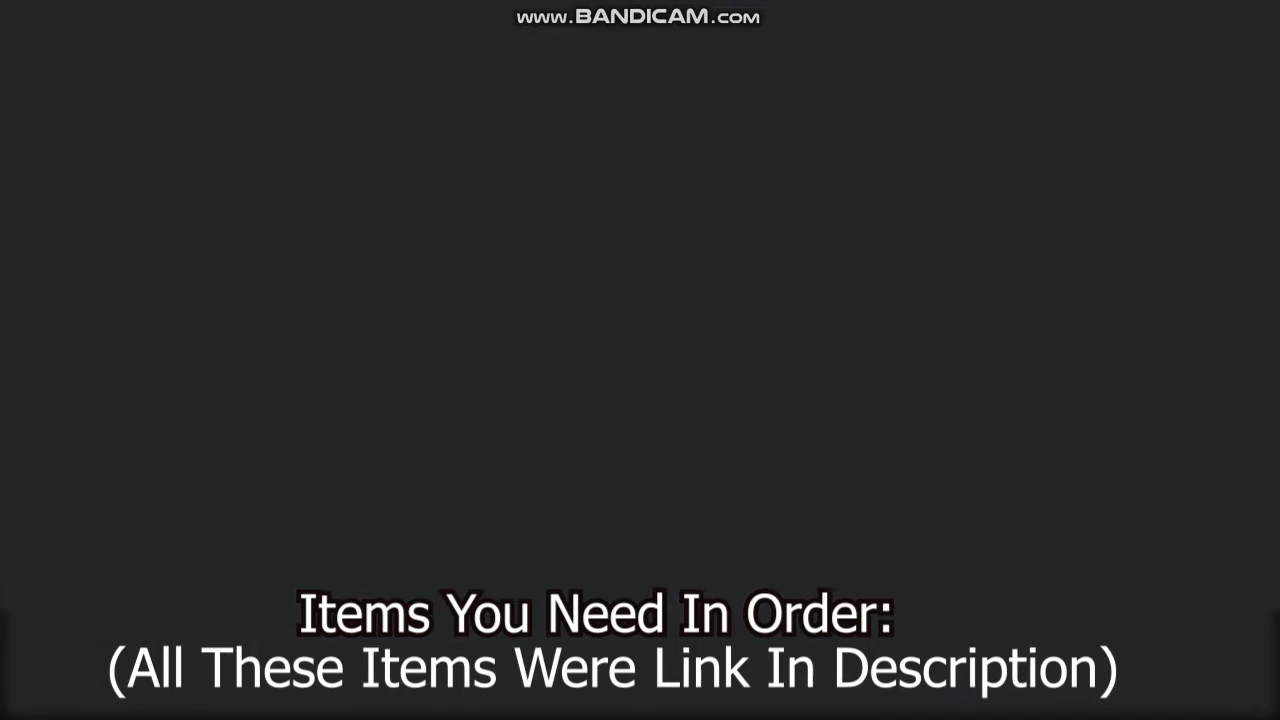 www.BANDICAM.com
Items You Need In Order:
(All These Items Were Link In Description)